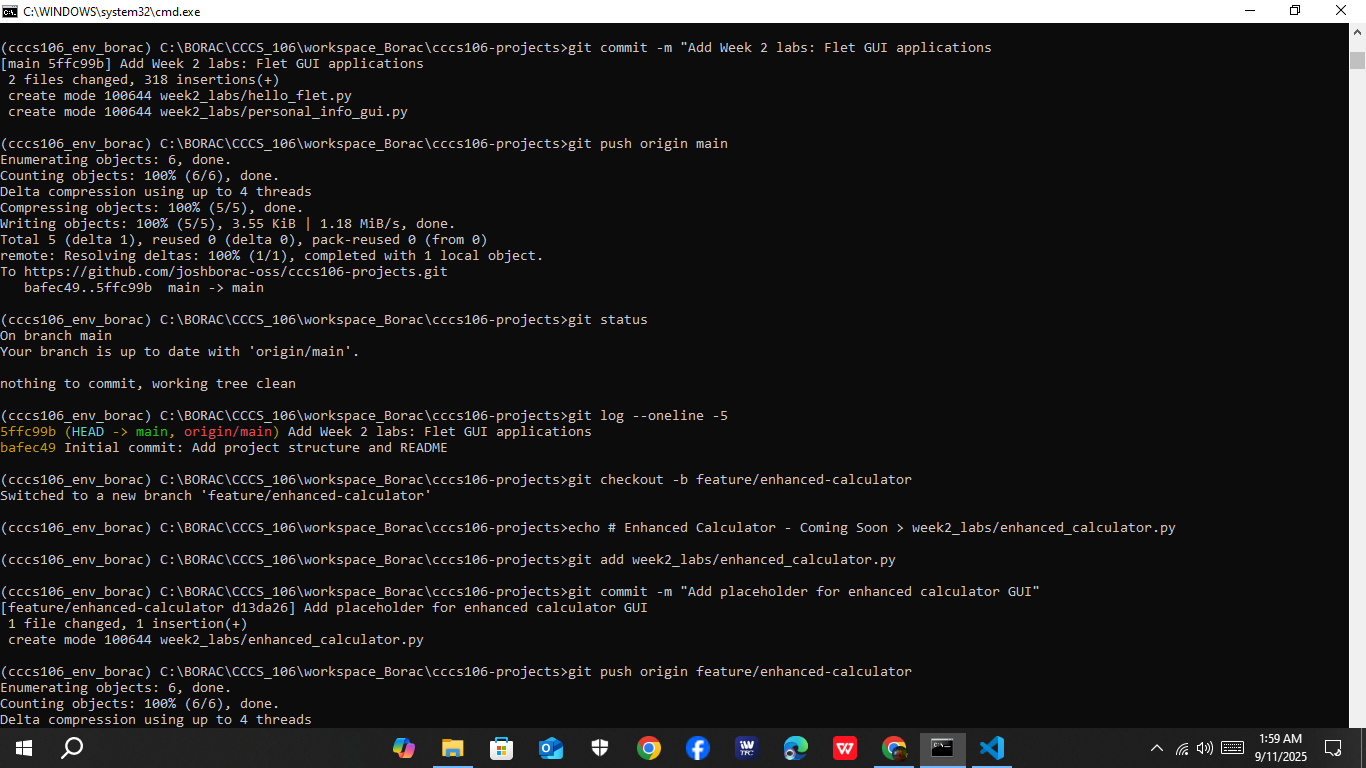 C:\WINDOWS\system32\cmd.exe
(cccs106_env_borac) C:\BORAC\CCCS_106\workspace_Borac\cccs106-projects>git commit -m "Add Week 2 labs: Flet GUI applications
[main 5ffc99b] Add Week 2 labs: Flet GUI applications
 2 files changed, 318 insertions(+)
 create mode 100644 week2_labs/hello_flet.py
 create mode 100644 week2_labs/personal_info_gui.py
(cccs106_env_borac) C:\BORAC\CCCS_106\workspace_Borac\cccs106-projects>git push origin main
Enumerating objects: 6, done.
Counting objects: 100% (6/6), done.
Delta compression using up to 4 threads
Compressing objects: 100% (5/5), done.
Writing objects: 100% (5/5), 3.55 KiB | 1.18 MiB/s, done.
Total 5 (delta 1), reused 0 (delta 0), pack-reused 0 (from 0)
remote: Resolving deltas: 100% (1/1), completed with 1 local object.
To https://github.com/joshborac-oss/cccs106-projects.git
   bafec49..5ffc99b  main -> main
(cccs106_env_borac) C:\BORAC\CCCS_106\workspace_Borac\cccs106-projects>git status
On branch main
Your branch is up to date with 'origin/main'.
nothing to commit, working tree clean
(cccs106_env_borac) C:\BORAC\CCCS_106\workspace_Borac\cccs106-projects>git log --oneline -5
5ffc99b (HEAD -> main, origin/main) Add Week 2 labs: Flet GUI applications
bafec49 Initial commit: Add project structure and README
(cccs106_env_borac) C:\BORAC\CCCS_106\workspace_Borac\cccs106-projects>git checkout -b feature/enhanced-calculator
Switched to a new branch 'feature/enhanced-calculator'
(cccs106_env_borac) C:\BORAC\CCCS_106\workspace_Borac\cccs106-projects>echo # Enhanced Calculator - Coming Soon > week2_labs/enhanced_calculator.py
(cccs106_env_borac) C:\BORAC\CCCS_106\workspace_Borac\cccs106-projects>git add week2_labs/enhanced_calculator.py
(cccs106_env_borac) C:\BORAC\CCCS_106\workspace_Borac\cccs106-projects>git commit -m "Add placeholder for enhanced calculator GUI"
[feature/enhanced-calculator d13da26] Add placeholder for enhanced calculator GUI
 1 file changed, 1 insertion(+)
 create mode 100644 week2_labs/enhanced_calculator.py
(cccs106_env_borac) C:\BORAC\CCCS_106\workspace_Borac\cccs106-projects>git push origin feature/enhanced-calculator
Enumerating objects: 6, done.
Counting objects: 100% (6/6), done.
Delta compression using up to 4 threads
1:59 AM
9/11/2025